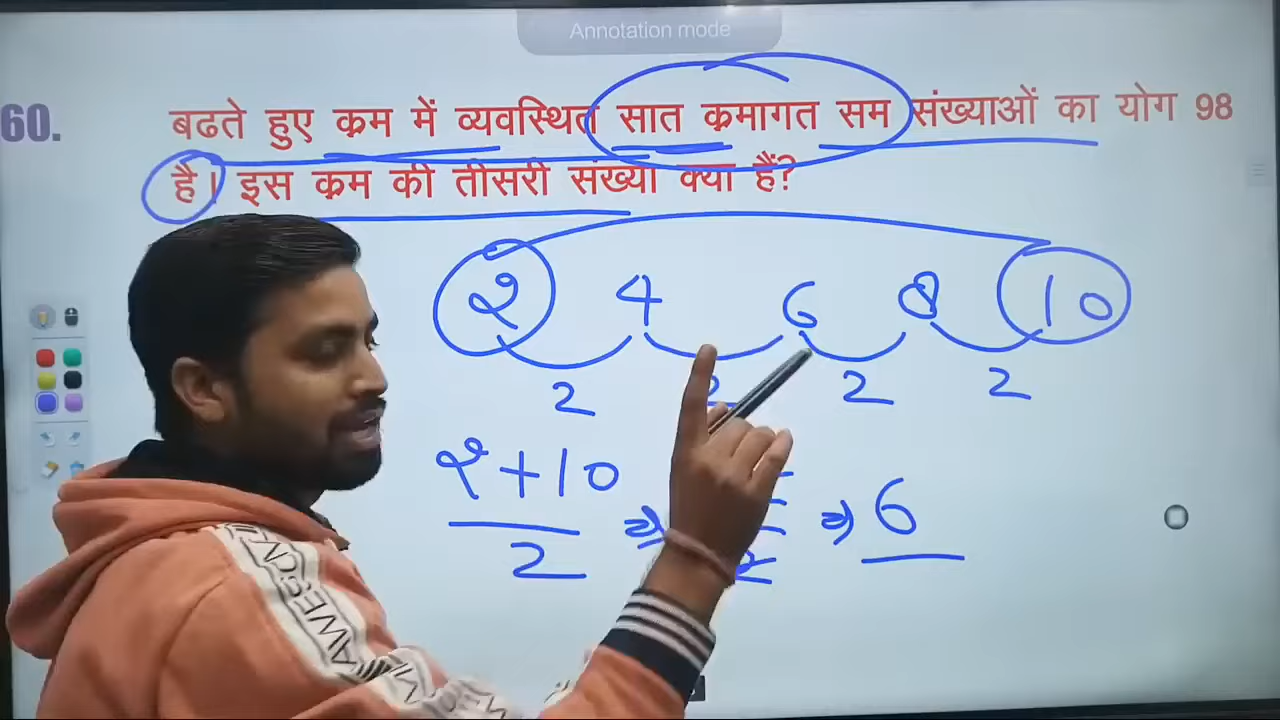 Annotation mode
60. बढते हुए क्रम में व्यवस्थित सात क्रमागत सम संख्याओं का योग 98
है। इस क्रम की तीसरी संख्या क्या हैं?
2 4 6 8 10
2 2 2
2+10 ⇒ ⇒ 6
2 2
AWESCM